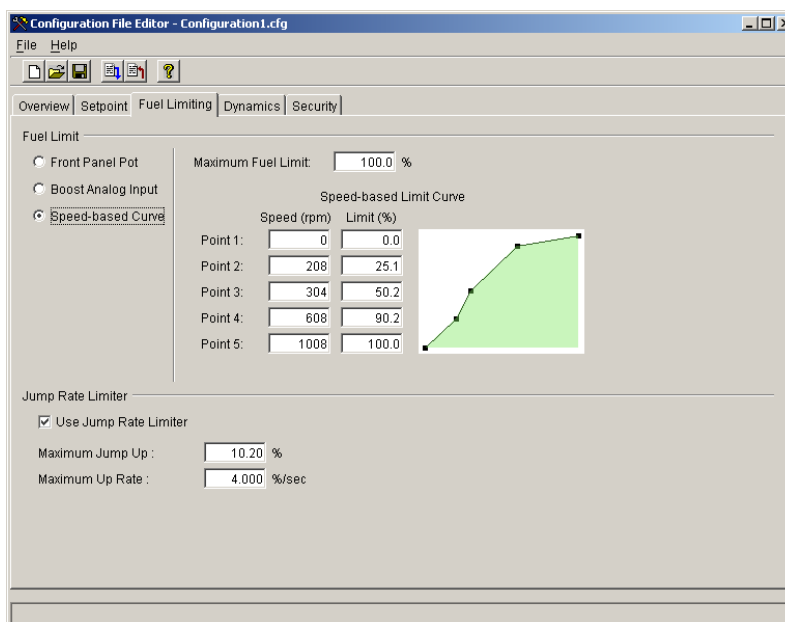 Configuration File Editor - Configuration1.cfg
File Help
Overview Setpoint Fuel Limiting Dynamics Security
Fuel Limit
Front Panel Pot
Boost Analog Input
Speed-based Curve
Maximum Fuel Limit: 100.0 %
Speed-based Limit Curve
Speed (rpm) Limit (%)
Point 1: 0 0.0
Point 2: 208 25.1
Point 3: 304 50.2
Point 4: 608 90.2
Point 5: 1008 100.0
Jump Rate Limiter
Use Jump Rate Limiter
Maximum Jump Up : 10.20 %
Maximum Up Rate : 4.000 %/sec